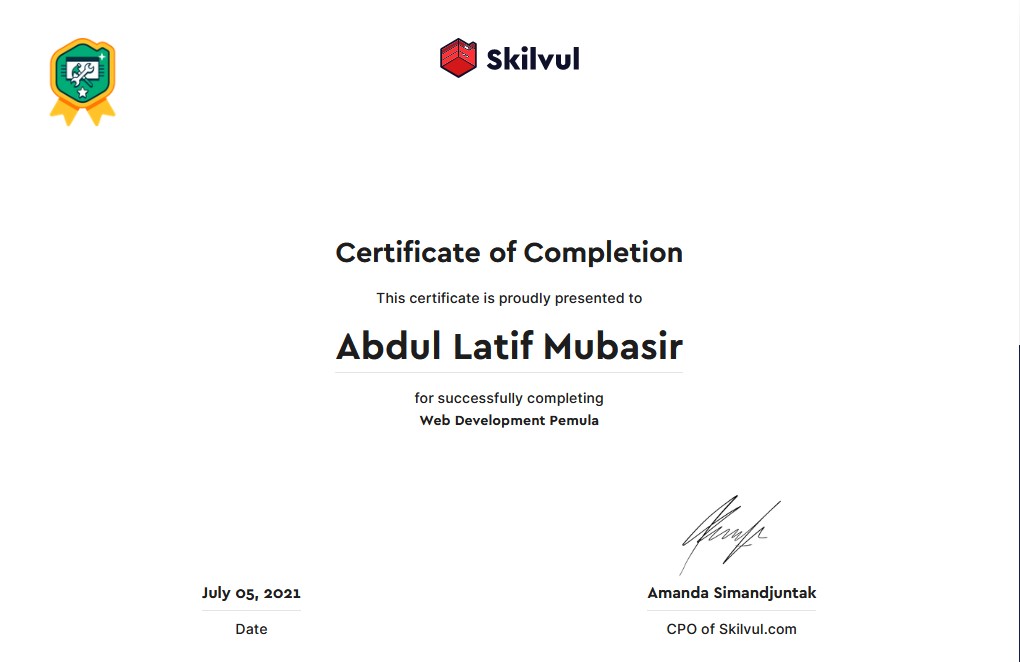 Skilvul
Certificate of Completion
This certificate is proudly presented to
Abdul Latif Mubasir
for successfully completing
Web Development Pemula
July 05, 2021
Date
Amanda Simandjuntak
CPO of Skilvul.com